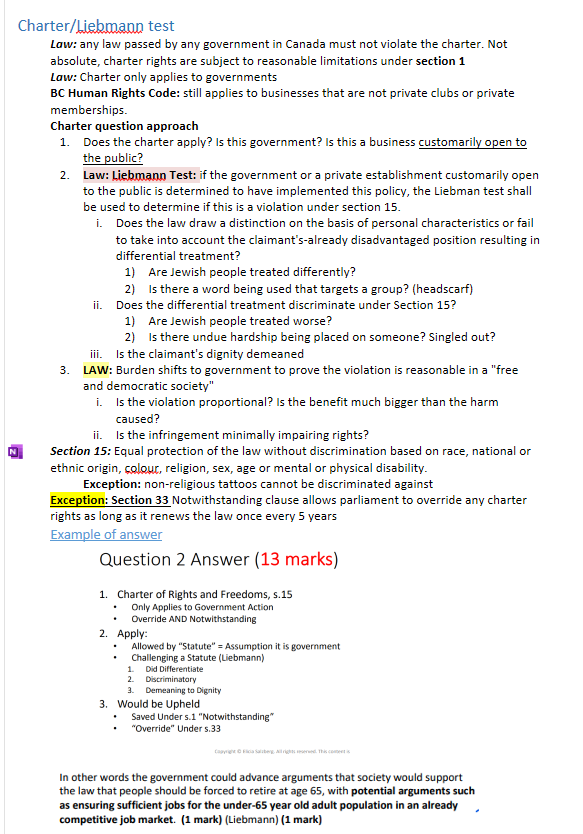 Charter/Liebmann test
Law: any law passed by any government in Canada must not violate the charter. Not
absolute, charter rights are subject to reasonable limitations under section 1
Law: Charter only applies to governments
BC Human Rights Code: still applies to businesses that are not private clubs or private
memberships.
Charter question approach
1. Does the charter apply? Is this government? Is this a business customarily open to
the public?
2. Law: Liebmann Test: if the government or a private establishment customarily open
to the public is determined to have implemented this policy, the Liebman test shall
be used to determine if this is a violation under section 15.
i. Does the law draw a distinction on the basis of personal characteristics or fail
to take into account the claimant's-already disadvantaged position resulting in
differential treatment?
1) Are Jewish people treated differently?
2) Is there a word being used that targets a group? (headscarf)
ii. Does the differential treatment discriminate under Section 15?
1) Are Jewish people treated worse?
2) Is there undue hardship being placed on someone? Singled out?
iii. Is the claimant's dignity demeaned
3. LAW: Burden shifts to government to prove the violation is reasonable in a "free
and democratic society"
i. Is the violation proportional? Is the benefit much bigger than the harm
caused?
ii. Is the infringement minimally impairing rights?
N
Section 15: Equal protection of the law without discrimination based on race, national or
ethnic origin, colour, religion, sex, age or mental or physical disability.
Exception: non-religious tattoos cannot be discriminated against
Exception: Section 33 Notwithstanding clause allows parliament to override any charter
rights as long as it renews the law once every 5 years
Example of answer
Question 2 Answer (13 marks)
1. Charter of Rights and Freedoms, s.15
• Only Applies to Government Action
• Override AND Notwithstanding
2. Apply:
• Allowed by "Statute" = Assumption it is government
• Challenging a Statute (Liebmann)
1. Did Differentiate
2. Discriminatory
3. Demeaning to Dignity
3. Would be Upheld
• Saved Under s.1 "Notwithstanding"
• "Override" Under s.33
Copyright © All rights reserved. This content is
In other words the government could advance arguments that society would support
the law that people should be forced to retire at age 65, with potential arguments such
as ensuring sufficient jobs for the under-65 year old adult population in an already
competitive job market. (1 mark) (Liebmann) (1 mark)